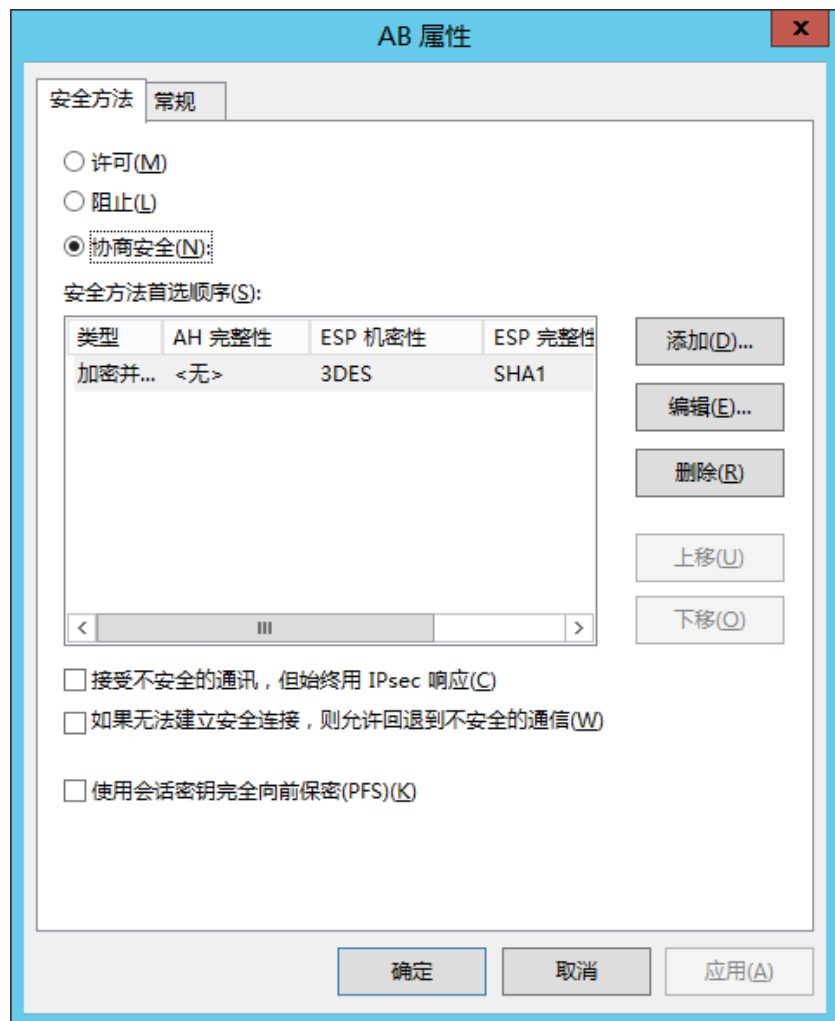 AB 属性
x
安全方法 常规
许可(M)
阻止(L)
协商安全(N):
安全方法首选顺序(S):
类型 AH 完整性 ESP 机密性 ESP 完整性
加密并... <无> 3DES SHA1
添加(D)...
编辑(E)...
删除(R)
上移(U)
下移(O)
接受不安全的通讯，但始终用 IPsec 响应(C)
如果无法建立安全连接，则允许回退到不安全的通信(W)
使用会话密钥完全向前保密(PFS)(K)
确定 取消 应用(A)